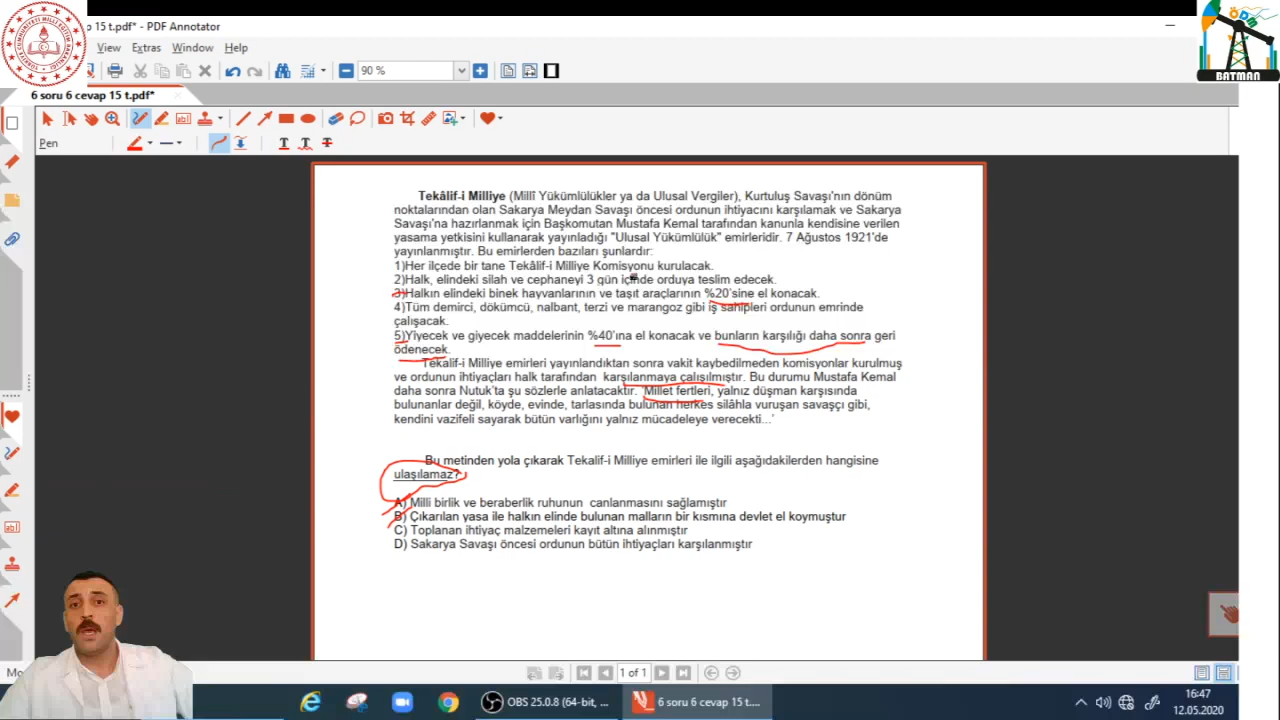 TÜRKİYE CUMHURİYETİ MİLLÎ EĞİTİM BAKANLIĞI
p 15 t.pdf* - PDF Annotator
BATMAN
View Extras Window Help
90 %
6 soru 6 cevap 15 t.pdf*
Pen
Tekâlif-i Milliye (Millî Yükümlülükler ya da Ulusal Vergiler), Kurtuluş Savaşı'nın dönüm
noktalarından olan Sakarya Meydan Savaşı öncesi ordunun ihtiyacını karşılamak ve Sakarya
Savaşı'na hazırlanmak için Başkomutan Mustafa Kemal tarafından kanunla kendisine verilen
yasama yetkisini kullanarak yayınladığı "Ulusal Yükümlülük" emirleridir. 7 Ağustos 1921'de
yayınlanmıştır. Bu emirlerden bazıları şunlardır:
1)Her ilçede bir tane Tekâlif-i Milliye Komisyonu kurulacak.
2)Halk, elindeki silah ve cephaneyi 3 gün içinde orduya teslim edecek.
3)Halkın elindeki binek hayvanlarının ve taşıt araçlarının %20'sine el konacak.
4)Tüm demirci, dökümcü, nalbant, terzi ve marangoz gibi iş sahipleri ordunun emrinde
çalışacak.
5)Yiyecek ve giyecek maddelerinin %40'ına el konacak ve bunların karşılığı daha sonra geri
ödenecek.
Tekalif-i Milliye emirleri yayınlandıktan sonra vakit kaybedilmeden komisyonlar kurulmuş
ve ordunun ihtiyaçları halk tarafından karşılanmaya çalışılmıştır. Bu durumu Mustafa Kemal
daha sonra Nutuk'ta şu sözlerle anlatacaktır. 'Millet fertleri, yalnız düşman karşısında
bulunanlar değil, köyde, evinde, tarlasında bulunan herkes silâhla vuruşan savaşçı gibi,
kendini vazifeli sayarak bütün varlığını yalnız mücadeleye verecekti...'
Bu metinden yola çıkarak Tekalif-i Milliye emirleri ile ilgili aşağıdakilerden hangisine
ulaşılamaz?
A) Milli birlik ve beraberlik ruhunun canlanmasını sağlamıştır
B) Çıkarılan yasa ile halkın elinde bulunan malların bir kısmına devlet el koymuştur
C) Toplanan ihtiyaç malzemeleri kayıt altına alınmıştır
D) Sakarya Savaşı öncesi ordunun bütün ihtiyaçları karşılanmıştır
1 of 1
OBS 25.0.8 (64-bit, ...
6 soru 6 cevap 15 t....
16:47
12.05.2020